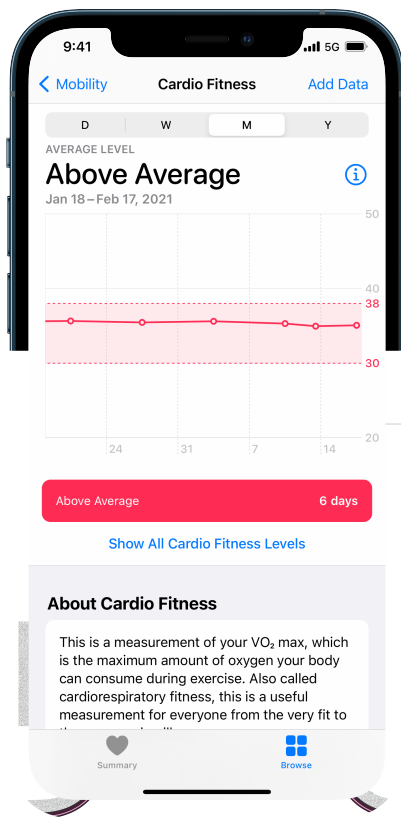 9:41
5G
Mobility
Cardio Fitness
Add Data
D W M Y
AVERAGE LEVEL
Above Average
Jan 18–Feb 17, 2021
50
40
38
30
20
24 31 7 14
Above Average 6 days
Show All Cardio Fitness Levels
About Cardio Fitness
This is a measurement of your VO₂ max, which
is the maximum amount of oxygen your body
can consume during exercise. Also called
cardiorespiratory fitness, this is a useful
measurement for everyone from the very fit to
Summary
Browse